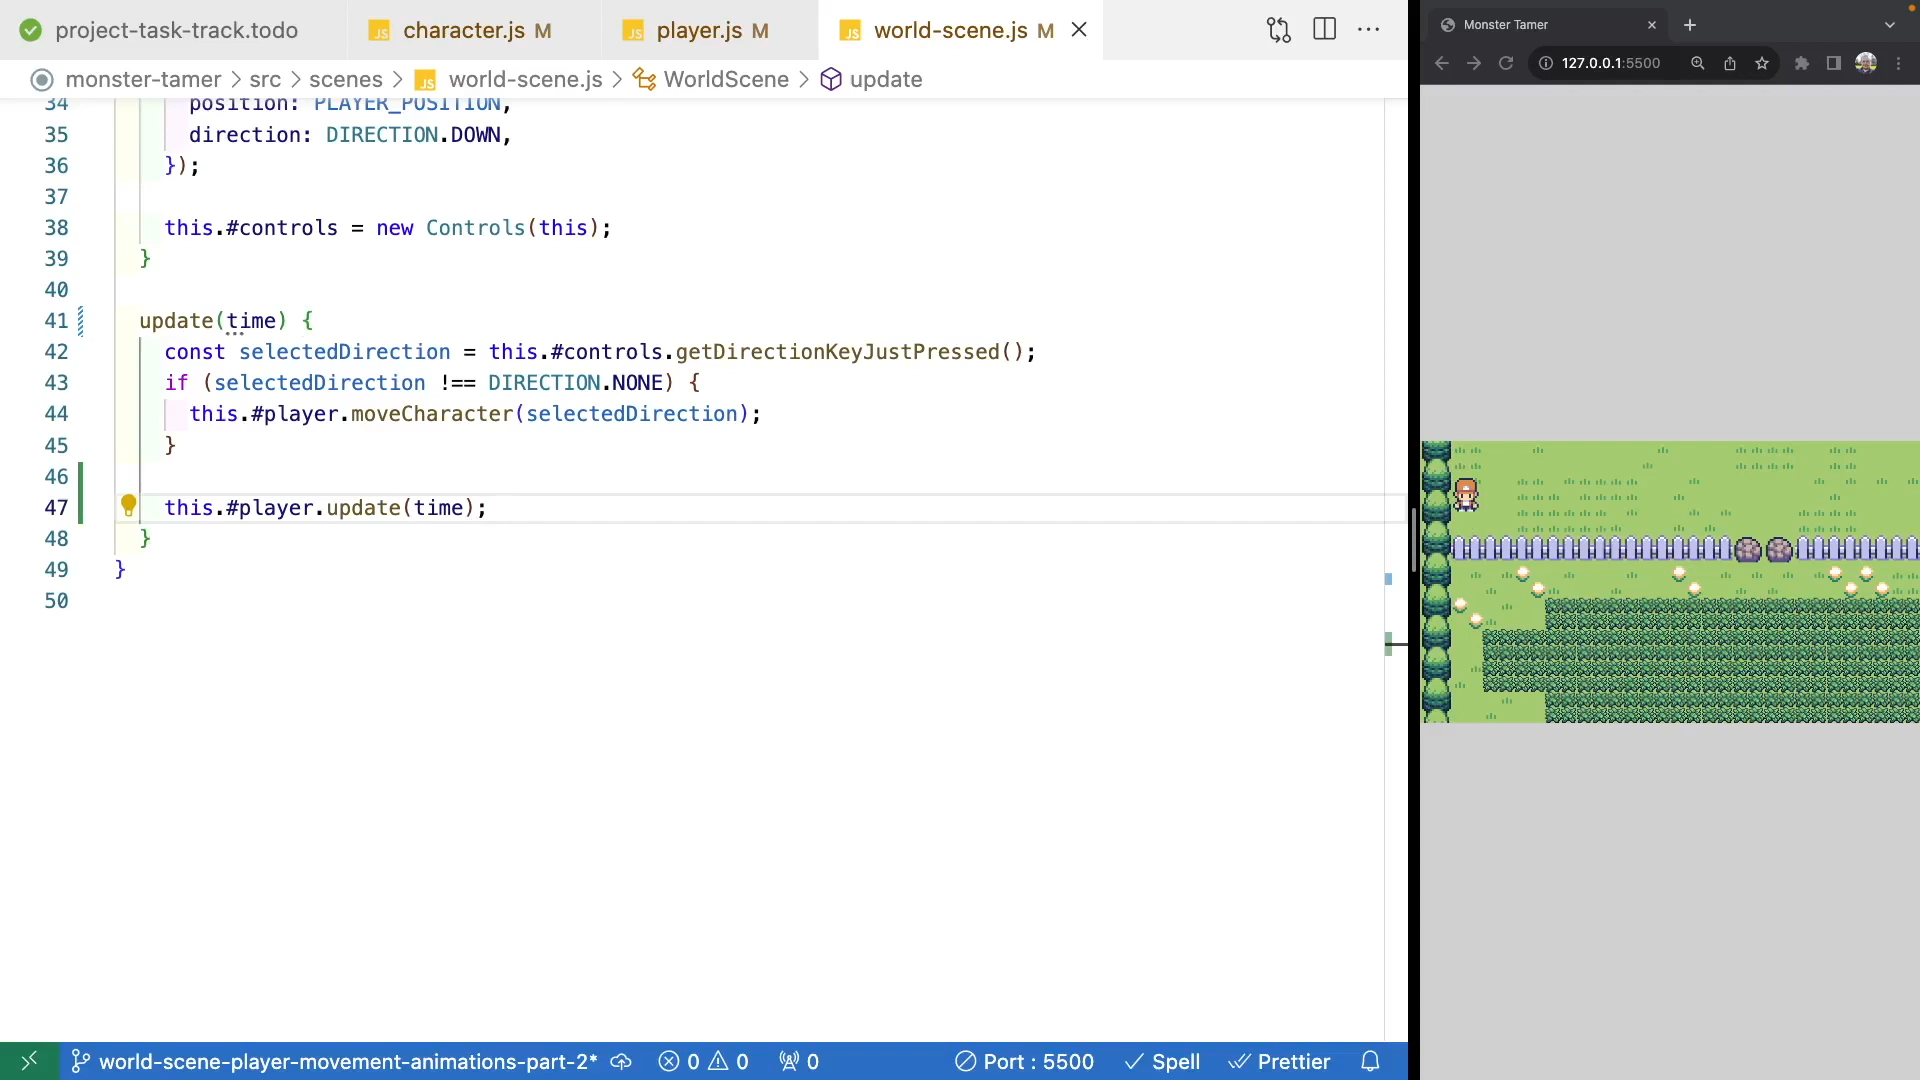 project-task-track.todo
JS character.js M
JS player.js M
JS world-scene.js M
monster-tamer > src > scenes > JS world-scene.js > WorldScene > update
34 position: PLAYER_POSITION,
35 direction: DIRECTION.DOWN,
36 });
37
38 this.#controls = new Controls(this);
39 }
40
41 update(time) {
42 const selectedDirection = this.#controls.getDirectionKeyJustPressed();
43 if (selectedDirection !== DIRECTION.NONE) {
44 this.#player.moveCharacter(selectedDirection);
45 }
46
47 this.#player.update(time);
48 }
49 }
50
world-scene-player-movement-animations-part-2* 0 0 0 Port : 5500 Spell Prettier
Monster Tamer
127.0.0.1:5500